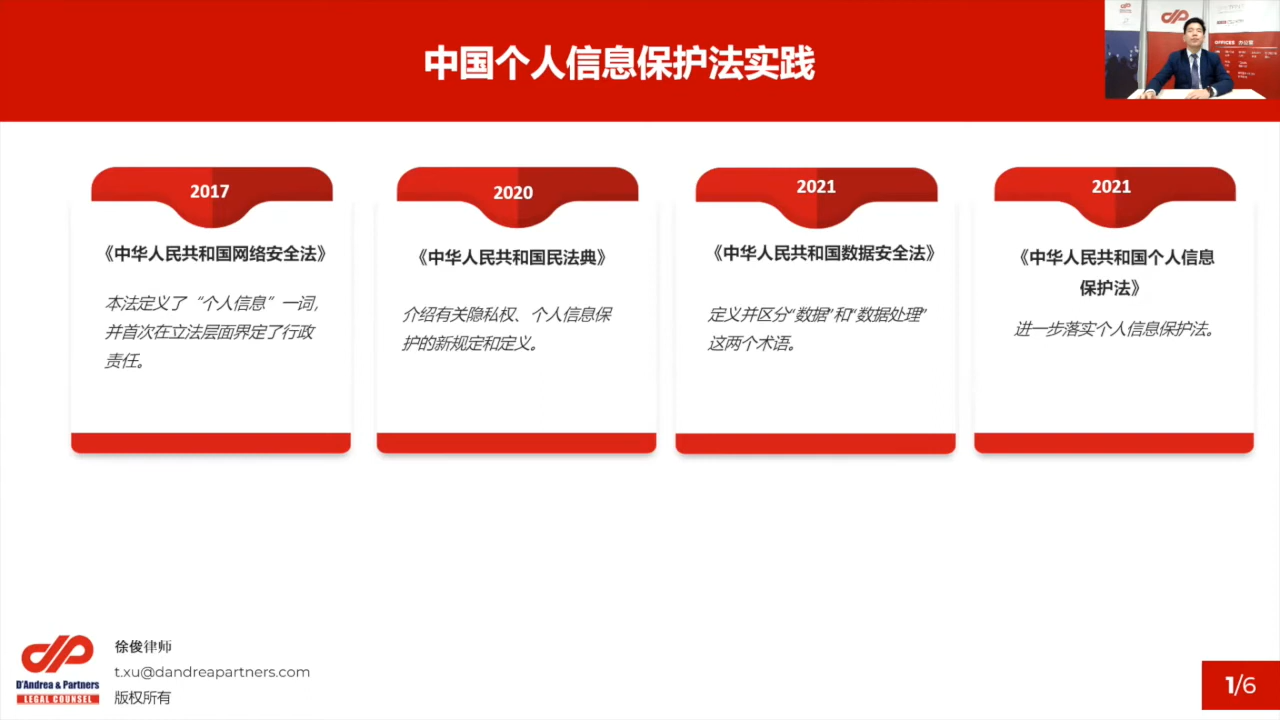 中国个人信息保护法实践
OFFICES 办公室
2017
《中华人民共和国网络安全法》
本法定义了“个人信息”一词,
并首次在立法层面界定了行政
责任。
2020
《中华人民共和国民法典》
介绍有关隐私权、个人信息保
护的新规定和定义。
2021
《中华人民共和国数据安全法》
定义并区分“数据”和“数据处理”
这两个术语。
2021
《中华人民共和国个人信息
保护法》
进一步落实个人信息保护法。
D'Andrea & Partners
LEGAL COUNSEL
徐俊律师
t.xu@dandreapartners.com
版权所有
1/6